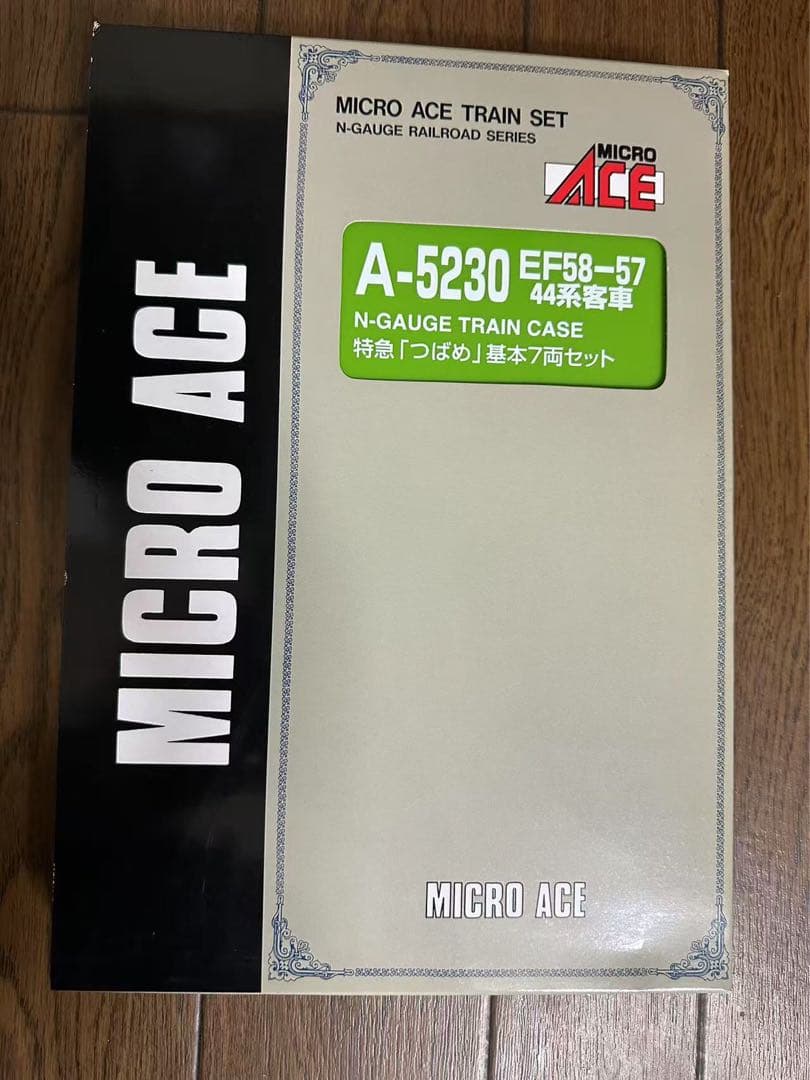 MICRO ACE
MICRO ACE TRAIN SET
N-GAUGE RAILROAD SERIES
MICRO
ACE
A-5230 EF58-57
44系客車
N-GAUGE TRAIN CASE
特急「つばめ」基本7両セット
MICRO ACE